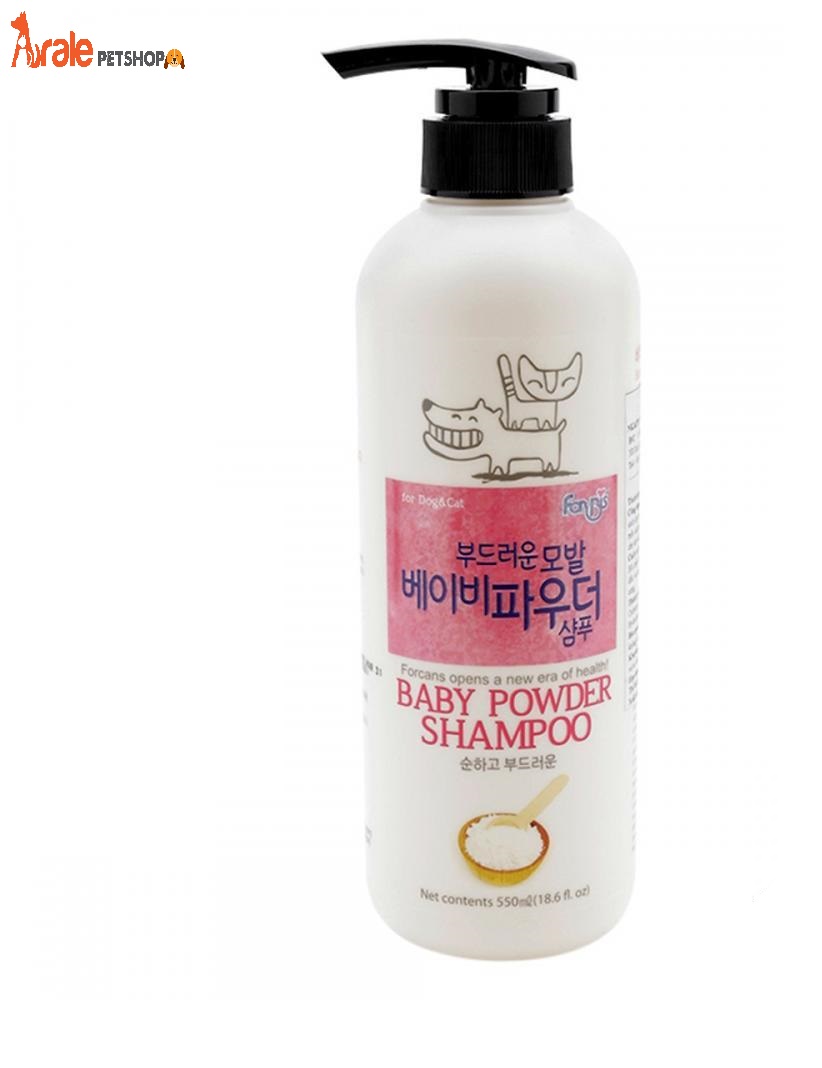 Arale PETSHOP
for Dog&Cat
Forbis
부드러운 모발
베이비파우더
샴푸
Forcans opens a new era of health!
BABY POWDER
SHAMPOO
순하고 부드러운
Net contents 550㎖(18.6 fl. oz)